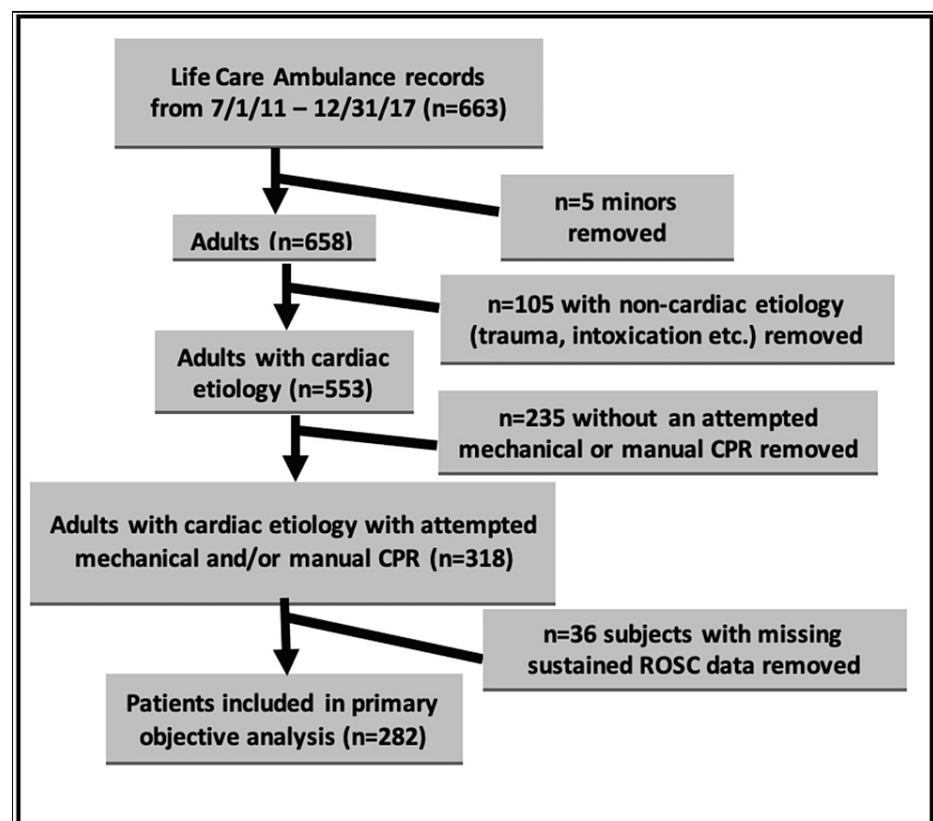 Life Care Ambulance records
from 7/1/11 – 12/31/17 (n=663)
n=5 minors
removed
Adults (n=658)
n=105 with non-cardiac etiology
(trauma, intoxication etc.) removed
Adults with cardiac
etiology (n=553)
n=235 without an attempted
mechanical or manual CPR removed
Adults with cardiac etiology with attempted
mechanical and/or manual CPR (n=318)
n=36 subjects with missing
sustained ROSC data removed
Patients included in primary
objective analysis (n=282)